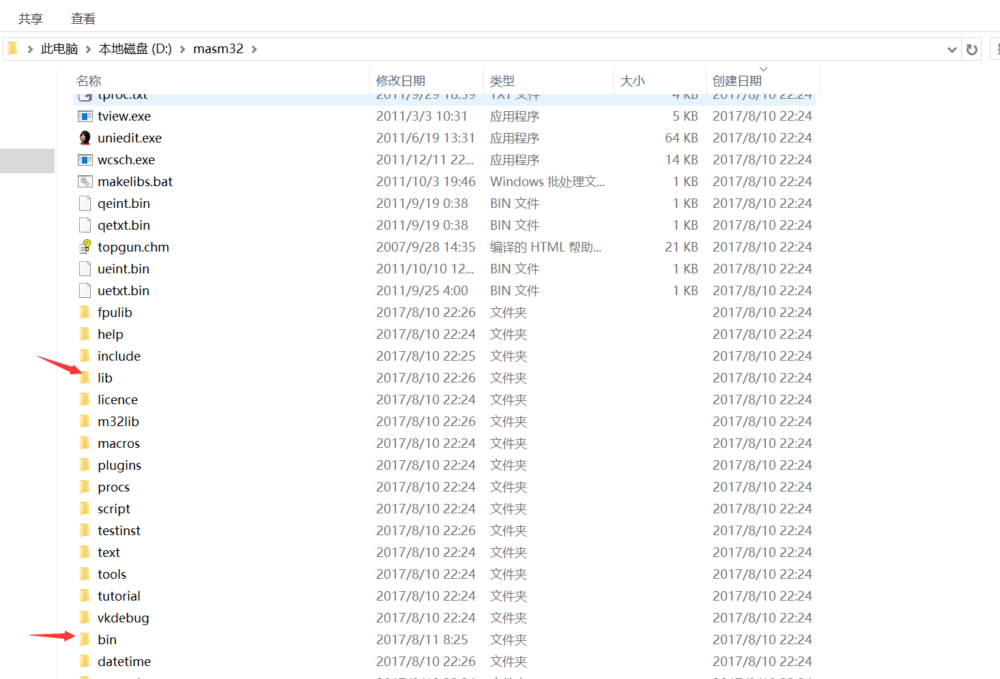 共享 查看
此电脑 本地磁盘 (D:) masm32
名称 修改日期 类型 大小 创建日期
tproc.txt 2011/9/29 18:59 TXT 文件 4 KB 2017/8/10 22:24
tview.exe 2011/3/3 10:31 应用程序 5 KB 2017/8/10 22:24
uniedit.exe 2011/6/19 13:31 应用程序 64 KB 2017/8/10 22:24
wcsch.exe 2011/12/11 22... 应用程序 14 KB 2017/8/10 22:24
makelibs.bat 2011/10/3 19:46 Windows 批处理文... 1 KB 2017/8/10 22:24
qeint.bin 2011/9/19 0:38 BIN 文件 1 KB 2017/8/10 22:24
qetxt.bin 2011/9/19 0:38 BIN 文件 1 KB 2017/8/10 22:24
topgun.chm 2007/9/28 14:35 编译的 HTML 帮助... 21 KB 2017/8/10 22:24
ueint.bin 2011/10/10 12... BIN 文件 1 KB 2017/8/10 22:24
uetxt.bin 2011/9/25 4:00 BIN 文件 1 KB 2017/8/10 22:24
fpulib 2017/8/10 22:26 文件夹 2017/8/10 22:24
help 2017/8/10 22:24 文件夹 2017/8/10 22:24
include 2017/8/10 22:25 文件夹 2017/8/10 22:24
lib 2017/8/10 22:26 文件夹 2017/8/10 22:24
licence 2017/8/10 22:24 文件夹 2017/8/10 22:24
m32lib 2017/8/10 22:26 文件夹 2017/8/10 22:24
macros 2017/8/10 22:24 文件夹 2017/8/10 22:24
plugins 2017/8/10 22:24 文件夹 2017/8/10 22:24
procs 2017/8/10 22:24 文件夹 2017/8/10 22:24
script 2017/8/10 22:24 文件夹 2017/8/10 22:24
testinst 2017/8/10 22:26 文件夹 2017/8/10 22:24
text 2017/8/10 22:24 文件夹 2017/8/10 22:24
tools 2017/8/10 22:24 文件夹 2017/8/10 22:24
tutorial 2017/8/10 22:24 文件夹 2017/8/10 22:24
vkdebug 2017/8/10 22:24 文件夹 2017/8/10 22:24
bin 2017/8/11 8:25 文件夹 2017/8/10 22:24
datetime 2017/8/10 22:26 文件夹 2017/8/10 22:24